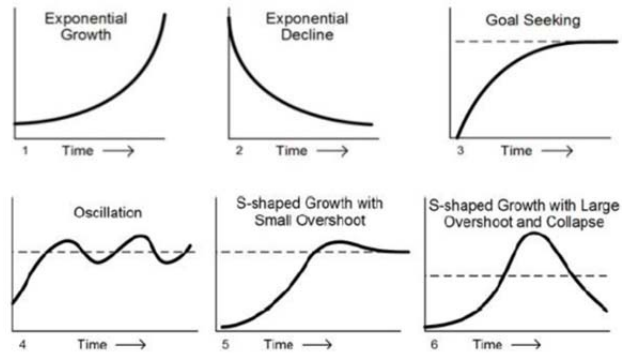 Exponential
Growth
Exponential
Decline
Goal Seeking
1 Time
2 Time
3 Time
Oscillation
S-shaped Growth with
Small Overshoot
S-shaped Growth with Large
Overshoot and Collapse
4 Time
5 Time
6 Time